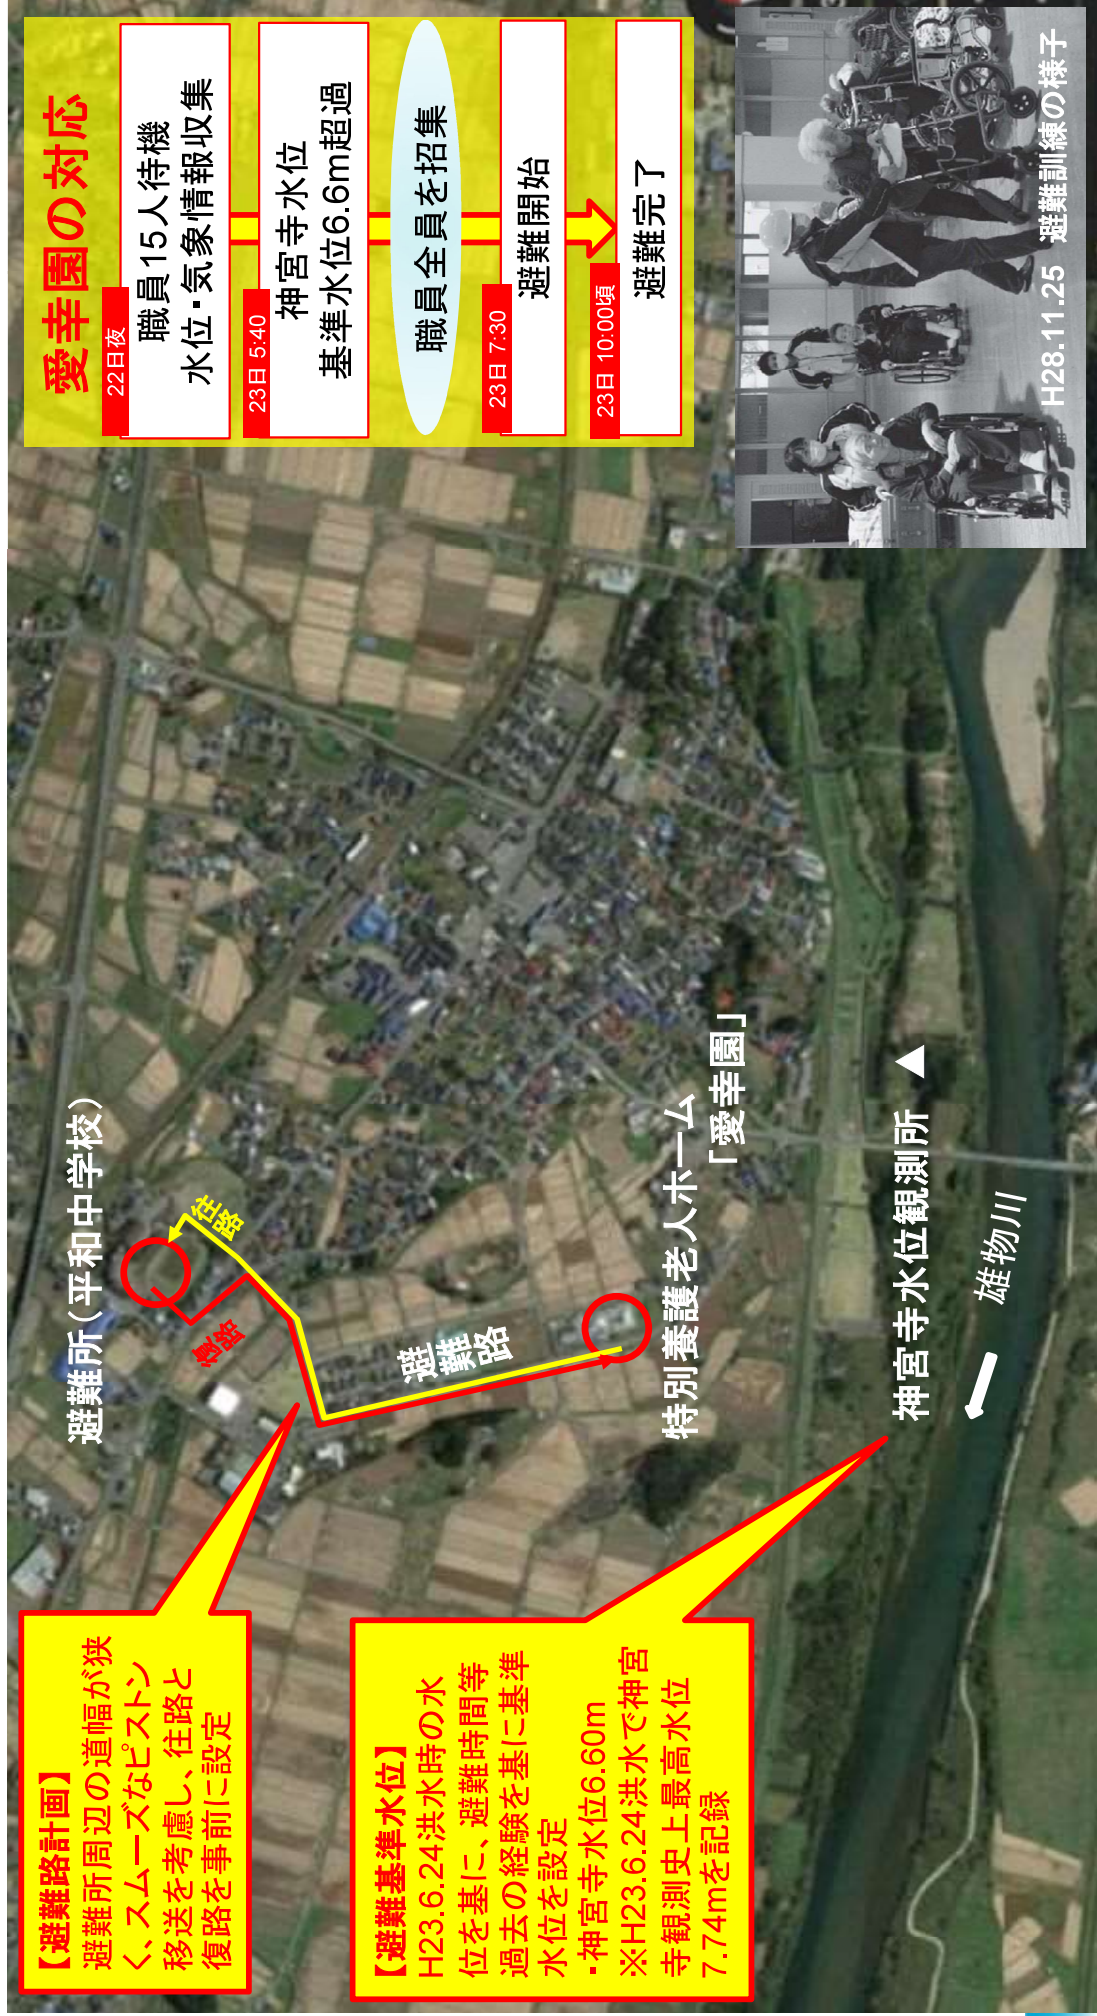 【避難路計画】
避難所周辺の道幅が狭
く、スムーズなピストン
移送を考慮し、往路と
復路を事前に設定
避難所(平和中学校)
往路
復路
避難路
特別養護老人ホーム
「愛幸園」
【避難基準水位】
H23.6.24洪水時の水
位を基に、避難時間等
過去の経験を基に基準
水位を設定
・神宮寺水位6.60m
※H23.6.24洪水で神宮
寺観測史上最高水位
7.74mを記録
神宮寺水位観測所
雄物川
愛幸園の対応
22日夜
職員15人待機
水位・気象情報収集
23日 5:40
神宮寺水位
基準水位6.6m超過
職員全員を招集
23日 7:30
避難開始
23日 10:00頃
避難完了
H28.11.25 避難訓練の様子